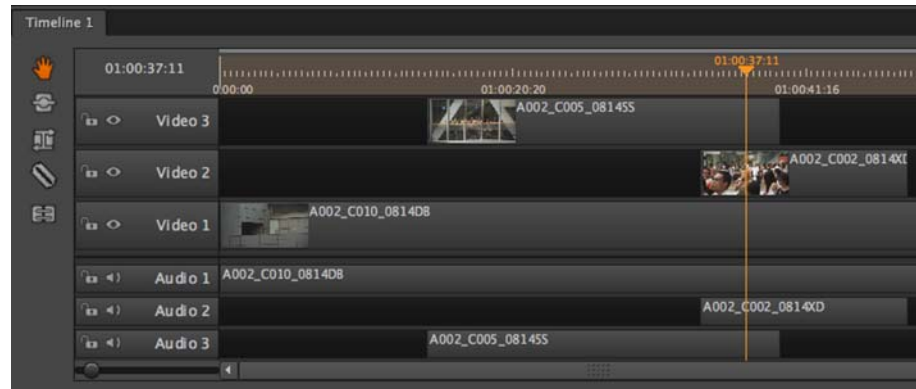 Timeline 1
01:00:37:11
01:00:37:11
0:00:00
01:00:20:20
01:00:41:16
Video 3
A002_C005_0814SS
Video 2
A002_C002_0814XD
Video 1
A002_C010_0814D8
Audio 1
A002_C010_0814D8
Audio 2
A002_C002_0814XD
Audio 3
A002_C005_0814SS